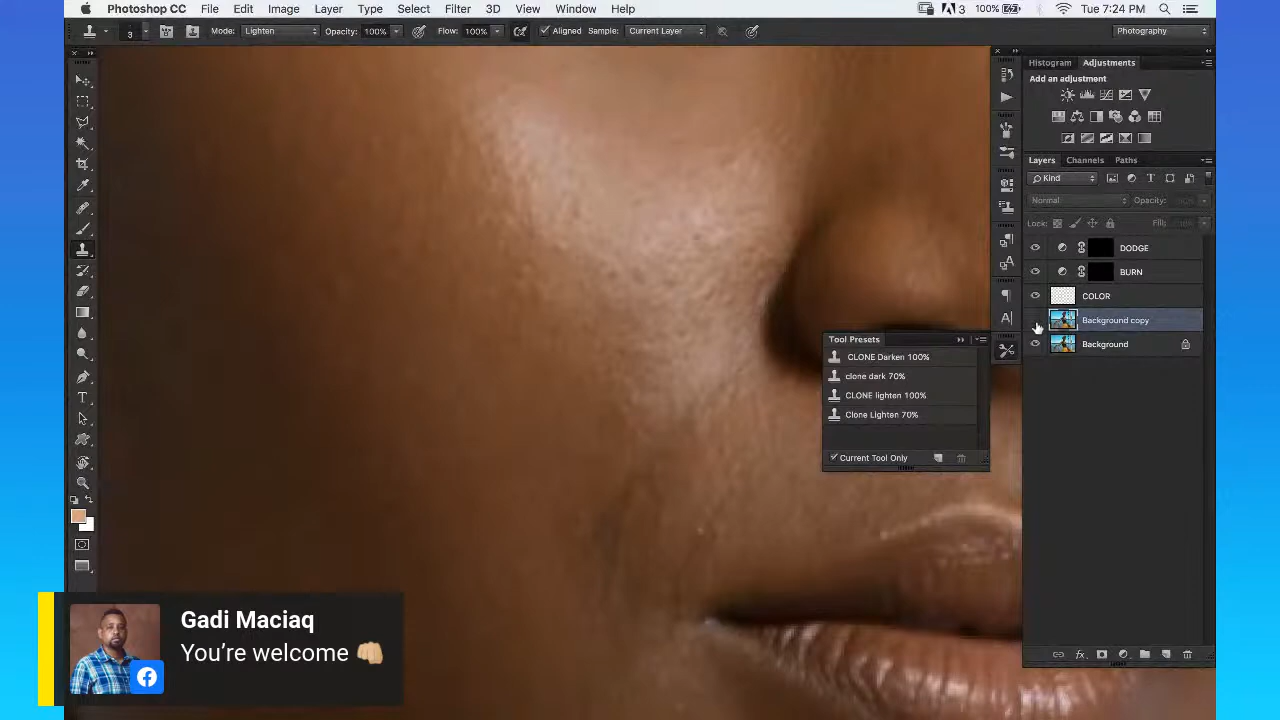 Photoshop CC File Edit Image Layer Type Select Filter 3D View Window Help 3 100% Tue 7:24 PM
3 Mode: Lighten Opacity: 100% Flow: 100% Aligned Sample: Current Layer Photography
Histogram Adjustments
Add an adjustment
Layers Channels Paths
Kind
Normal Opacity:
Lock: Fill:
DODGE
BURN
COLOR
Background copy
Background
Tool Presets
CLONE Darken 100%
clone dark 70%
CLONE lighten 100%
Clone Lighten 70%
Current Tool Only
Gadi Maciaq
You’re welcome 👊🏼